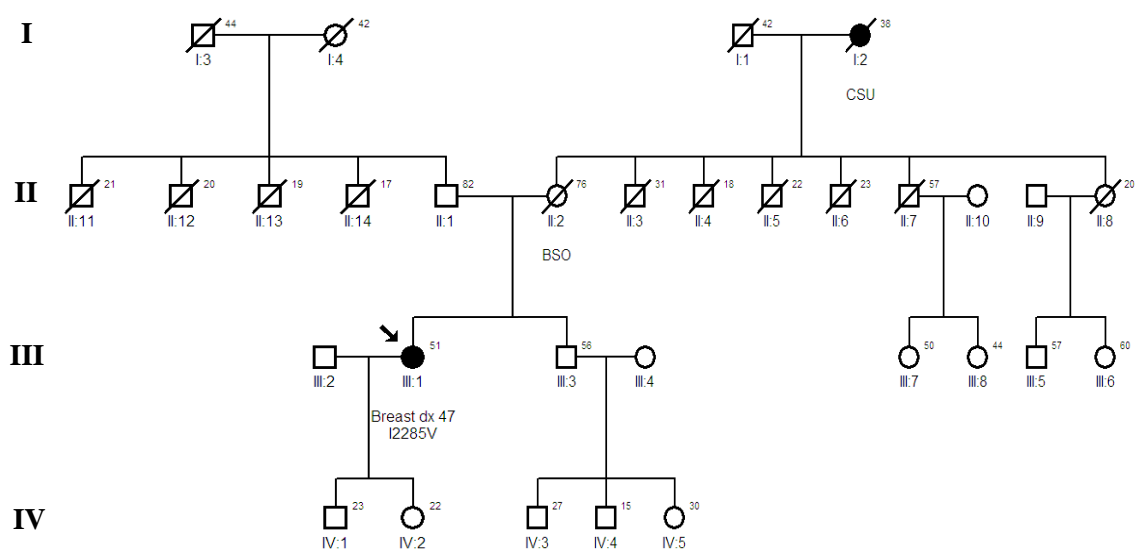 I
44
42
42
38
I:3
I:4
I:1
I:2
CSU
II
21
20
19
17
82
76
31
18
22
23
57
20
II:11
II:12
II:13
II:14
II:1
II:2
II:3
II:4
II:5
II:6
II:7
II:10
II:9
II:8
BSO
III
51
56
50
44
57
60
III:2
III:1
III:3
III:4
III:7
III:8
III:5
III:6
Breast dx 47
I2285V
IV
23
22
27
15
30
IV:1
IV:2
IV:3
IV:4
IV:5